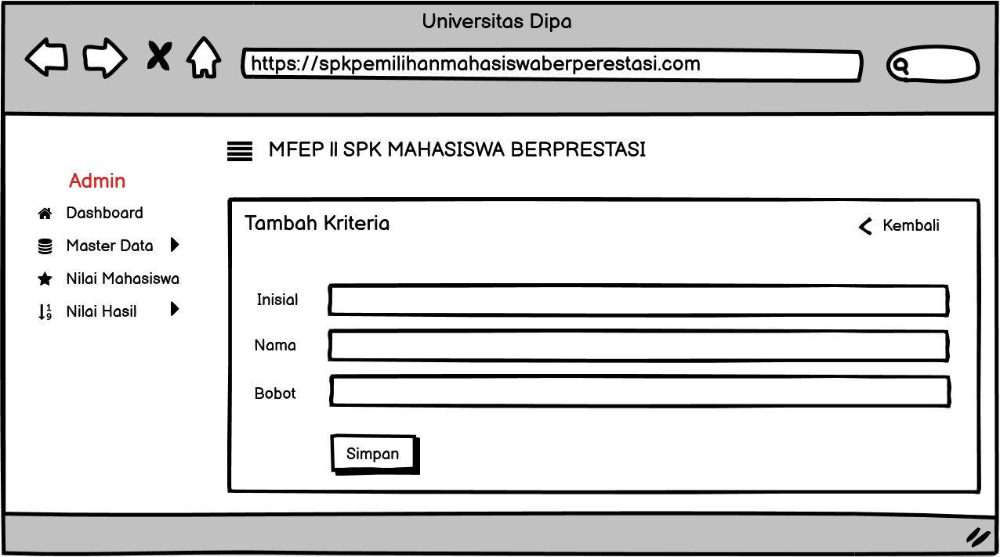 Universitas Dipa
https://spkpemilihanmahasiswaberperestasi.com
MFEP || SPK MAHASISWA BERPRESTASI
Admin
Dashboard
Master Data
Nilai Mahasiswa
Nilai Hasil
Tambah Kriteria
Kembali
Inisial
Nama
Bobot
Simpan